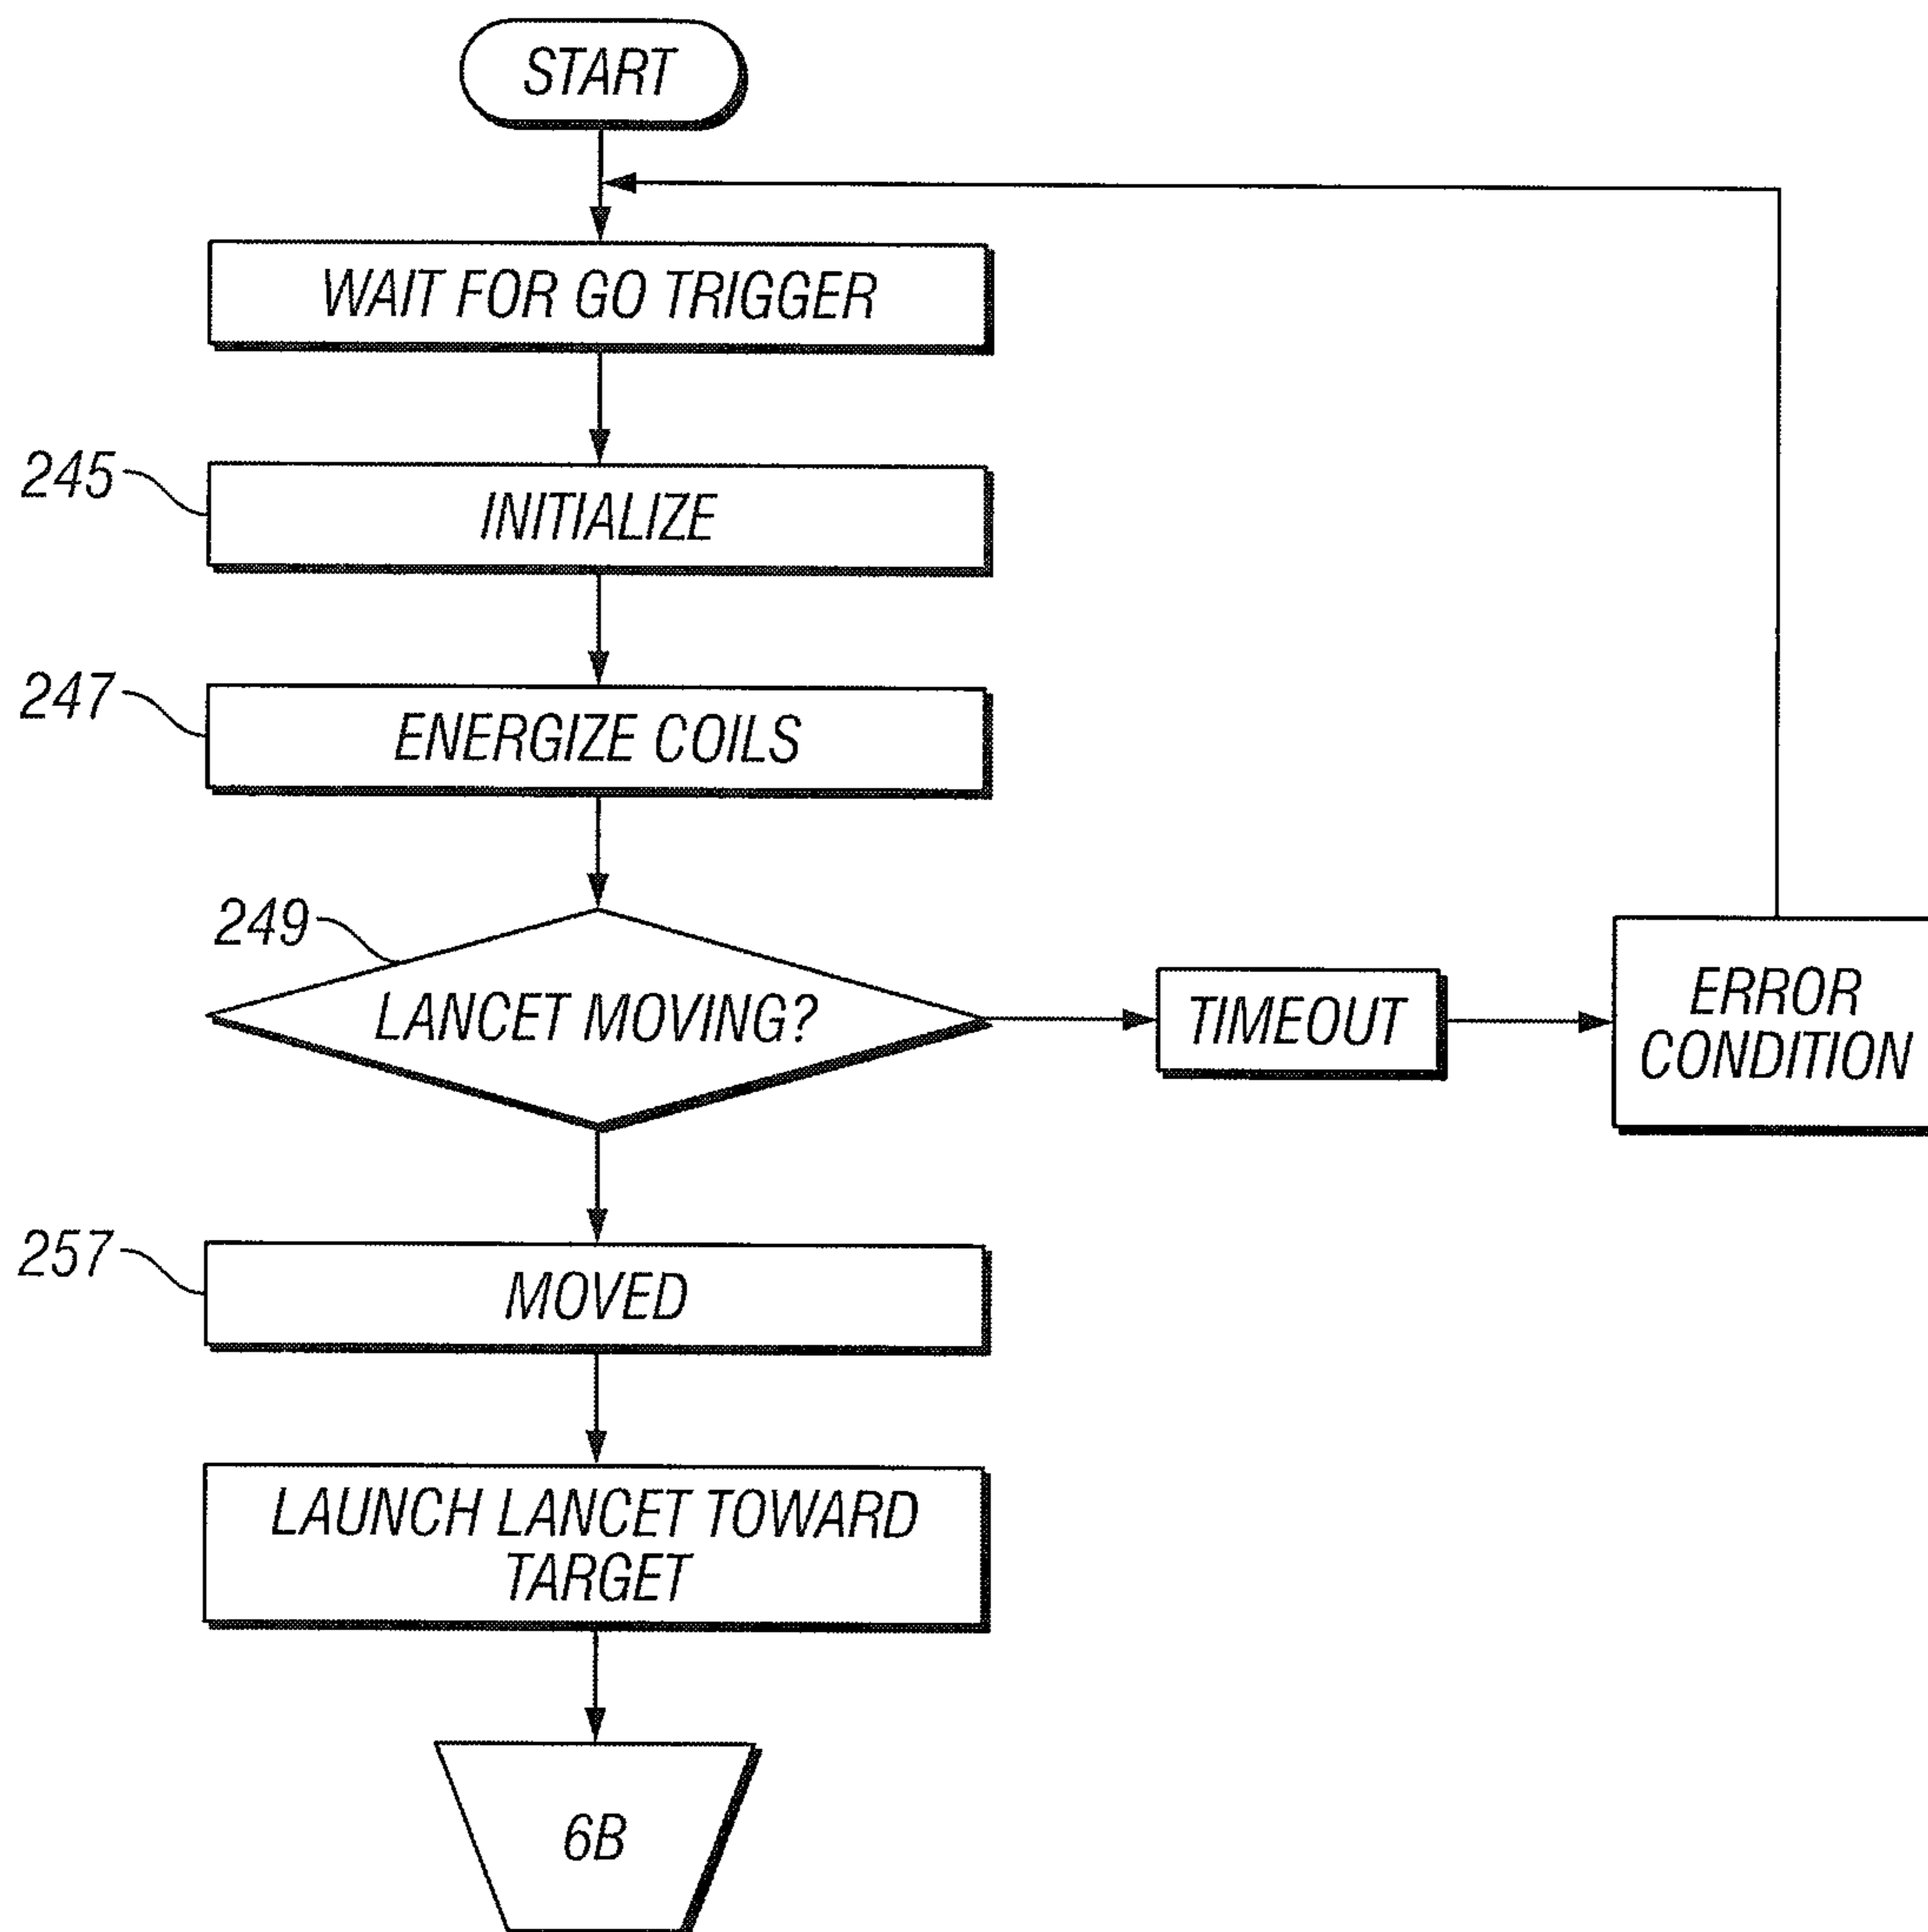 START
WAIT FOR GO TRIGGER
245
INITIALIZE
247
ENERGIZE COILS
249
LANCET MOVING?
TIMEOUT
ERROR
CONDITION
257
MOVED
LAUNCH LANCET TOWARD
TARGET
6B